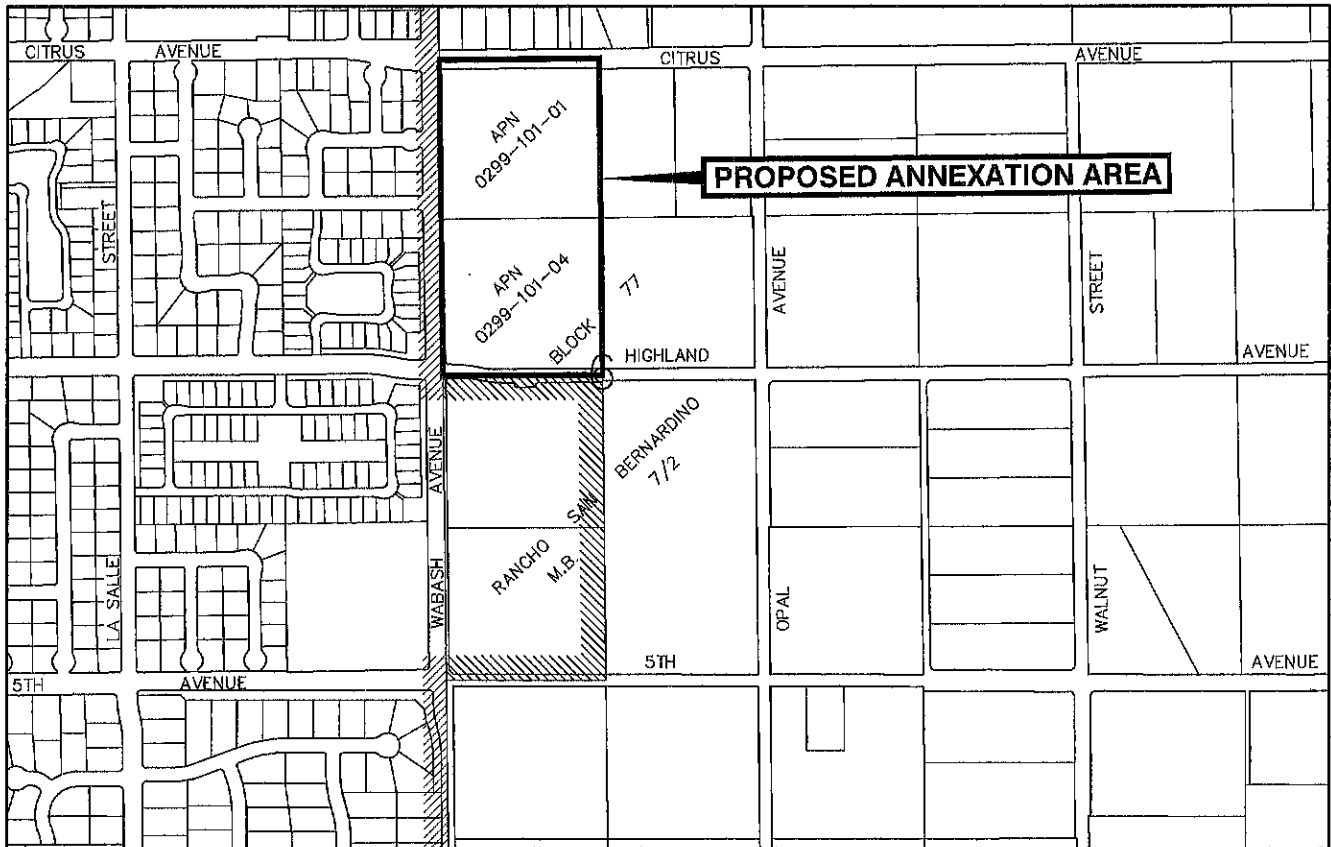 CITRUS AVENUE
CITRUS
AVENUE
APN
0299-101-01
PROPOSED ANNEXATION AREA
STREET
APN
0299-101-04
77
BLOCK
AVENUE
STREET
HIGHLAND
AVENUE
AVENUE
SAN BERNARDINO
7/2
RANCHO
M.B.
LA SALLE
WABASH
OPAL
WALNUT
5TH
AVENUE
5TH
AVENUE